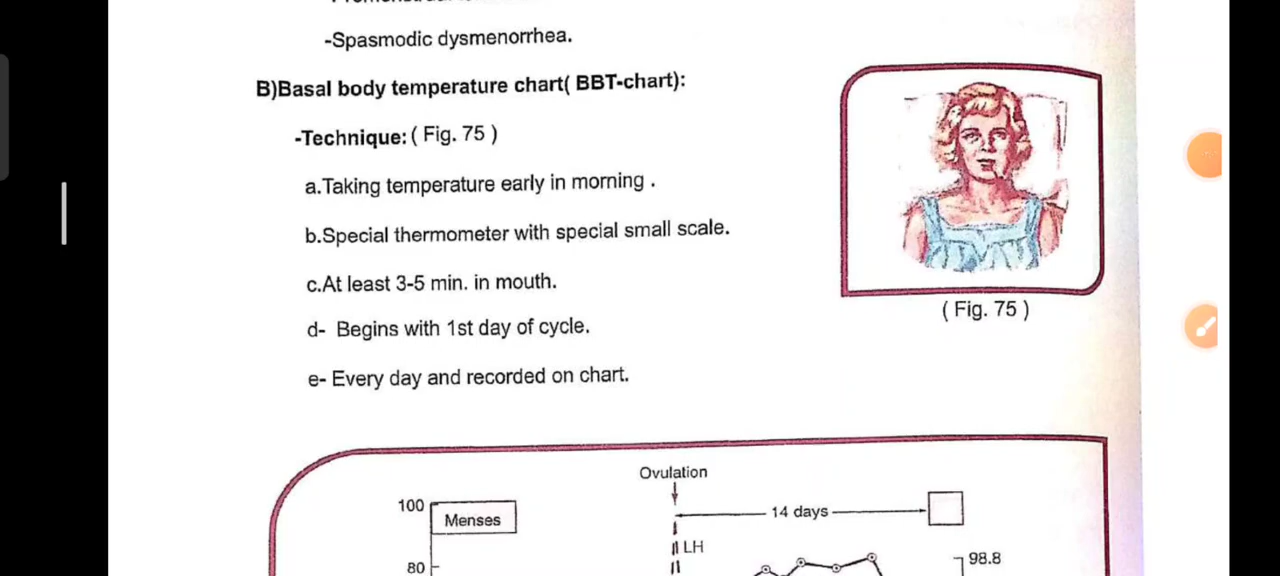 -Spasmodic dysmenorrhea.
B)Basal body temperature chart( BBT-chart):
-Technique: ( Fig. 75 )
a.Taking temperature early in morning .
b.Special thermometer with special small scale.
c.At least 3-5 min. in mouth.
( Fig. 75 )
d- Begins with 1st day of cycle.
e- Every day and recorded on chart.
Ovulation
100
Menses
14 days
LH
80
98.8